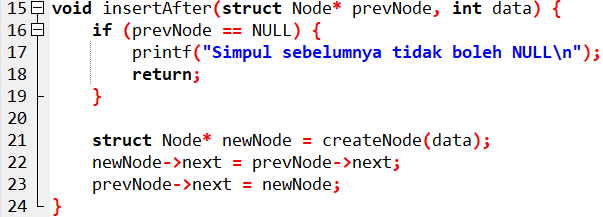 15 void insertAfter(struct Node* prevNode, int data) {
16     if (prevNode == NULL) {
17         printf("Simpul sebelumnya tidak boleh NULL\n");
18         return;
19     }
20
21     struct Node* newNode = createNode(data);
22     newNode->next = prevNode->next;
23     prevNode->next = newNode;
24 }